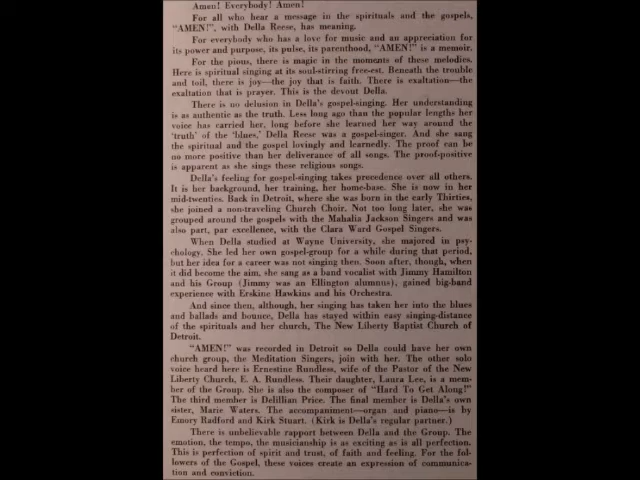 Amen! Everybody! Amen!
For all who hear a message in the spirituals and the gospels,
"AMEN!", with Della Reese, has meaning.
For everybody who has a love for music and an appreciation for
its power and purpose, its pulse, its parenthood, "AMEN!" is a memoir.
For the pious, there is magic in the moments of these melodies.
Here is spiritual singing at its soul-stirring free-est. Beneath the trouble
and toil, there is joy—the joy that is faith. There is exaltation—the
exaltation that is prayer. This is the devout Della.
There is no delusion in Della's gospel-singing. Her understanding
is as authentic as the truth. Less long ago than the popular lengths her
voice has carried her, long before she learned her way around the
'truth' of the 'blues,' Della Reese was a gospel-singer. And she sang
the spiritual and the gospel lovingly and learnedly. The proof can be
no more positive than her deliverance of all songs. The proof-positive
is apparent as she sings these religious songs.
Della's feeling for gospel-singing takes precedence over all others.
It is her background, her training, her home-base. She is now in her
mid-twenties. Back in Detroit, where she was born in the early Thirties,
she joined a non-traveling Church Choir. Not too long later, she was
grouped around the gospels with the Mahalia Jackson Singers and was
also part, par excellence, with the Clara Ward Gospel Singers.
When Della studied at Wayne University, she majored in psy-
chology. She led her own gospel-group for a while during that period,
but her idea for a career was not singing then. Soon after, though, when
it did become the aim, she sang as a band vocalist with Jimmy Hamilton
and his Group (Jimmy was an Ellington alumnus), gained big-band
experience with Erskine Hawkins and his Orchestra.
And since then, although, her singing has taken her into the blues
and ballads and bounce, Della has stayed within easy singing-distance
of the spirituals and her church, The New Liberty Baptist Church of
Detroit.
"AMEN!" was recorded in Detroit so Della could have her own
church group, the Meditation Singers, join with her. The other solo
voice heard here is Ernestine Rundless, wife of the Pastor of the New
Liberty Church, E. A. Rundless. Their daughter, Laura Lee, is a mem-
ber of the Group. She is also the composer of "Hard To Get Along!"
The third member is Delillian Price. The final member is Della's own
sister, Marie Waters. The accompaniment—organ and piano—is by
Emory Radford and Kirk Stuart. (Kirk is Della's regular partner.)
There is unbelievable rapport between Della and the Group. The
emotion, the tempo, the musicianship is as exciting as is all perfection.
This is perfection of spirit and trust, of faith and feeling. For the fol-
lowers of the Gospel, these voices create an expression of communica-
tion and conviction.